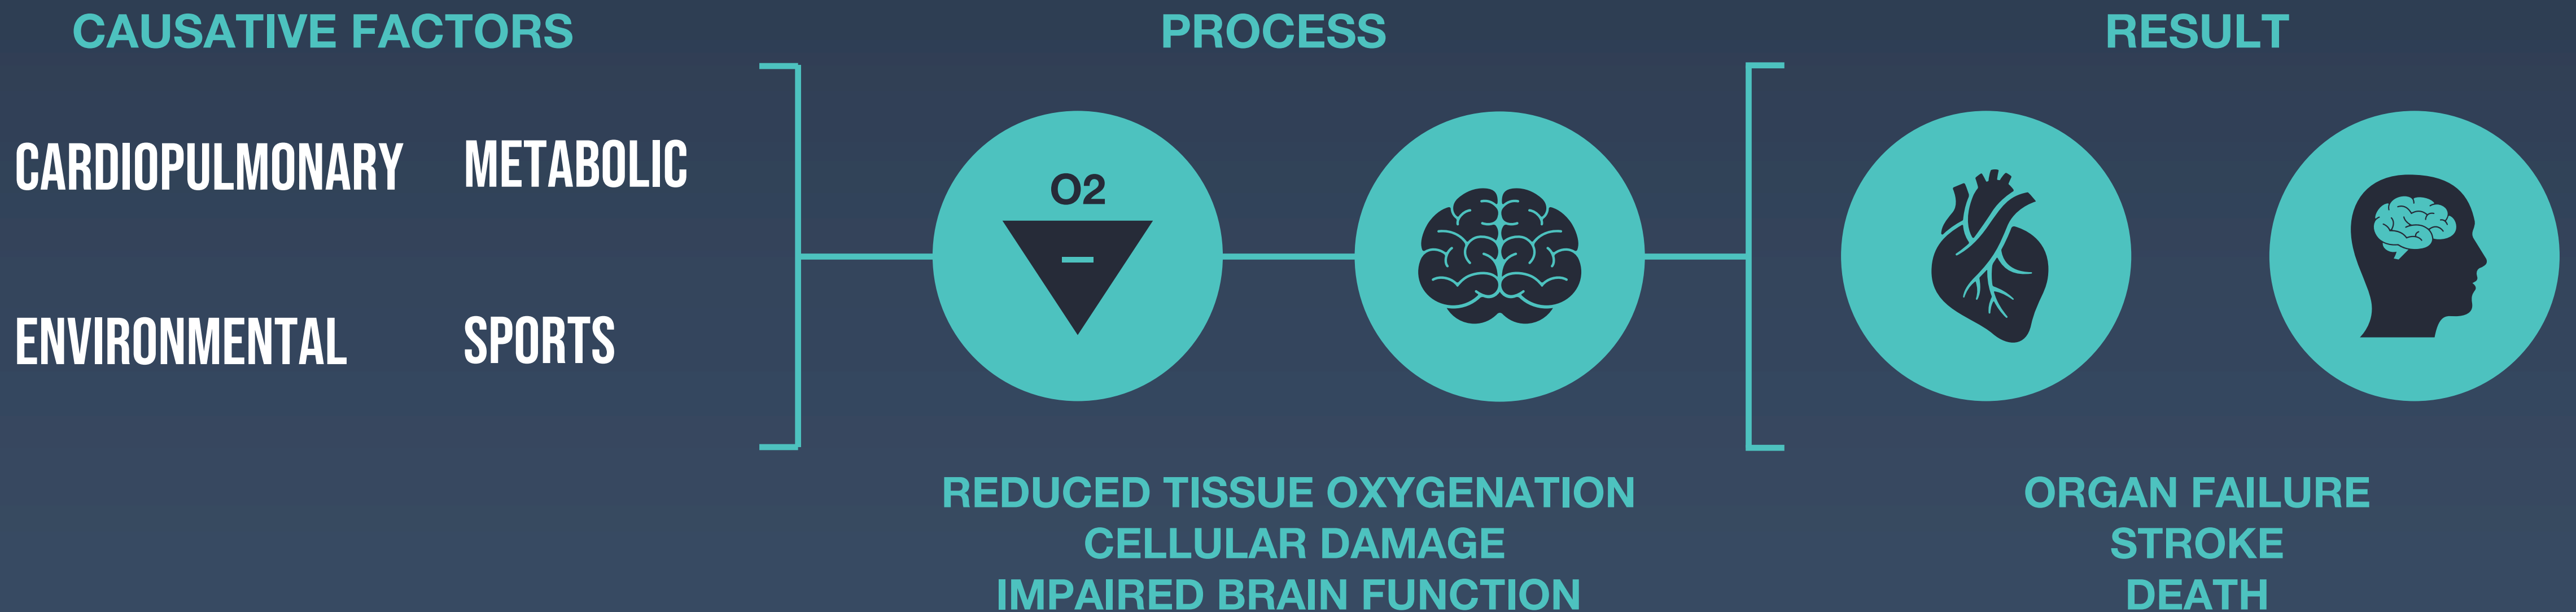 CAUSATIVE FACTORS
CARDIOPULMONARY
METABOLIC
ENVIRONMENTAL
SPORTS
PROCESS
O2
–
REDUCED TISSUE OXYGENATION
CELLULAR DAMAGE
IMPAIRED BRAIN FUNCTION
RESULT
ORGAN FAILURE
STROKE
DEATH